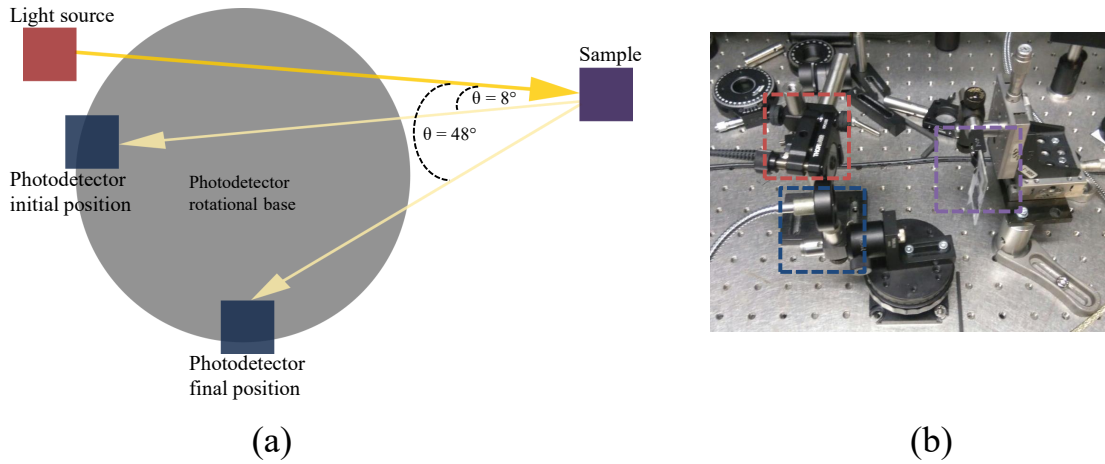 Light source
Sample
θ = 8°
θ = 48°
Photodetector
initial position
Photodetector
rotational base
Photodetector
final position
(a)
(b)